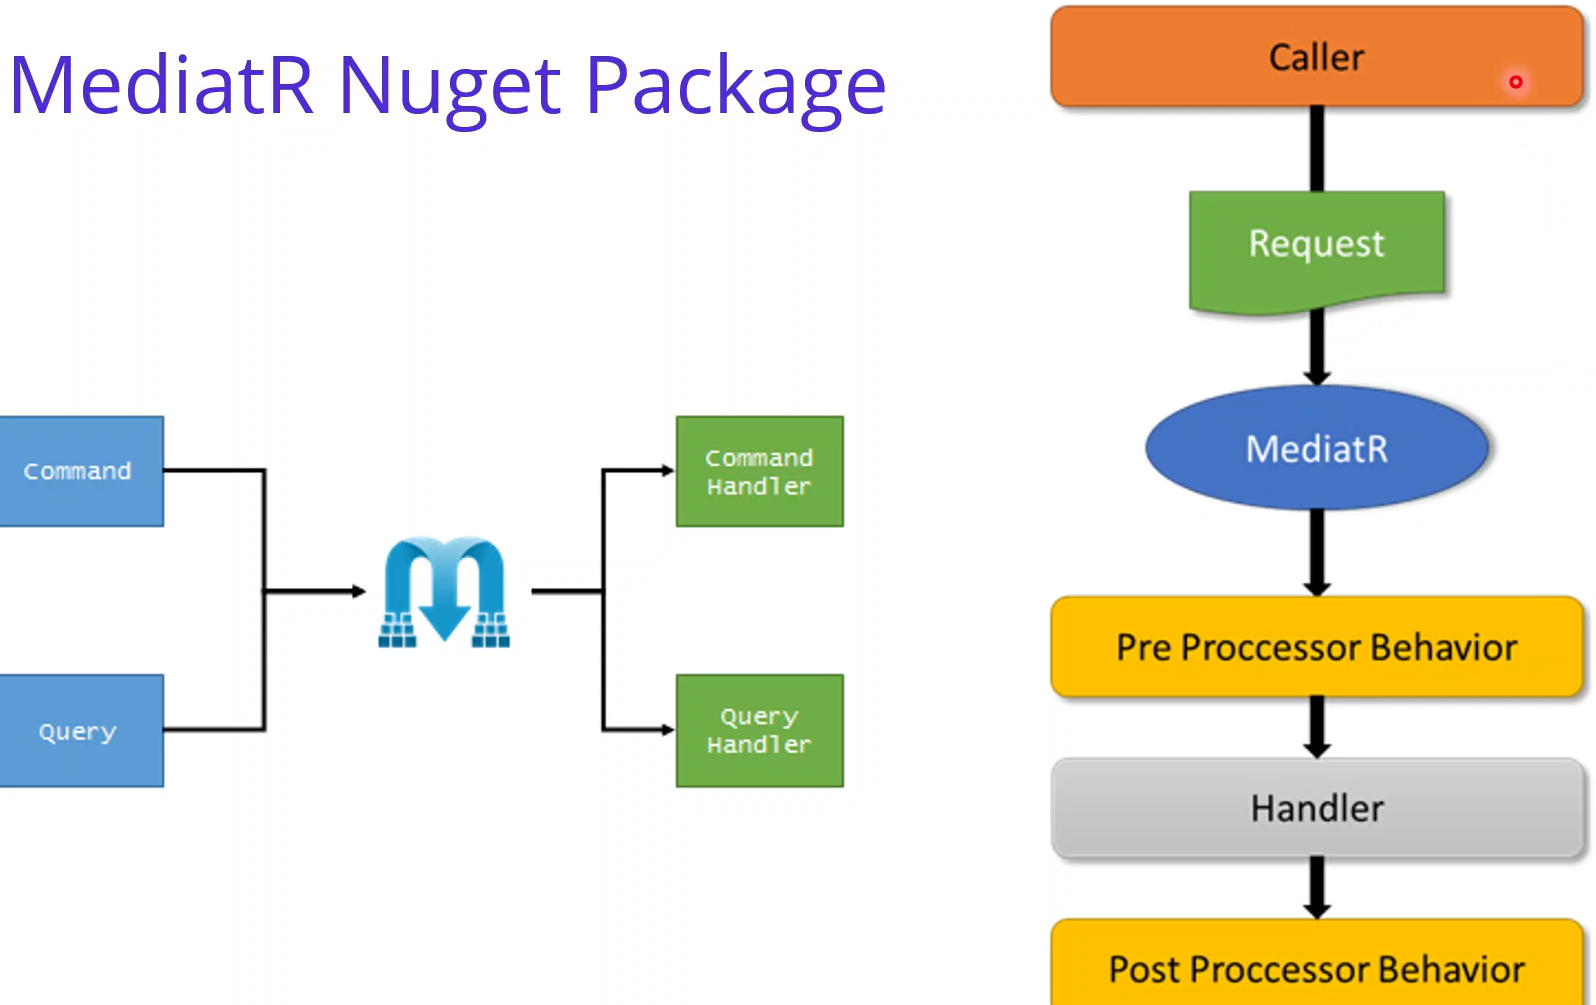 MediatR Nuget Package
Command
Query
Command
Handler
Query
Handler
Caller
Request
MediatR
Pre Proccessor Behavior
Handler
Post Proccessor Behavior